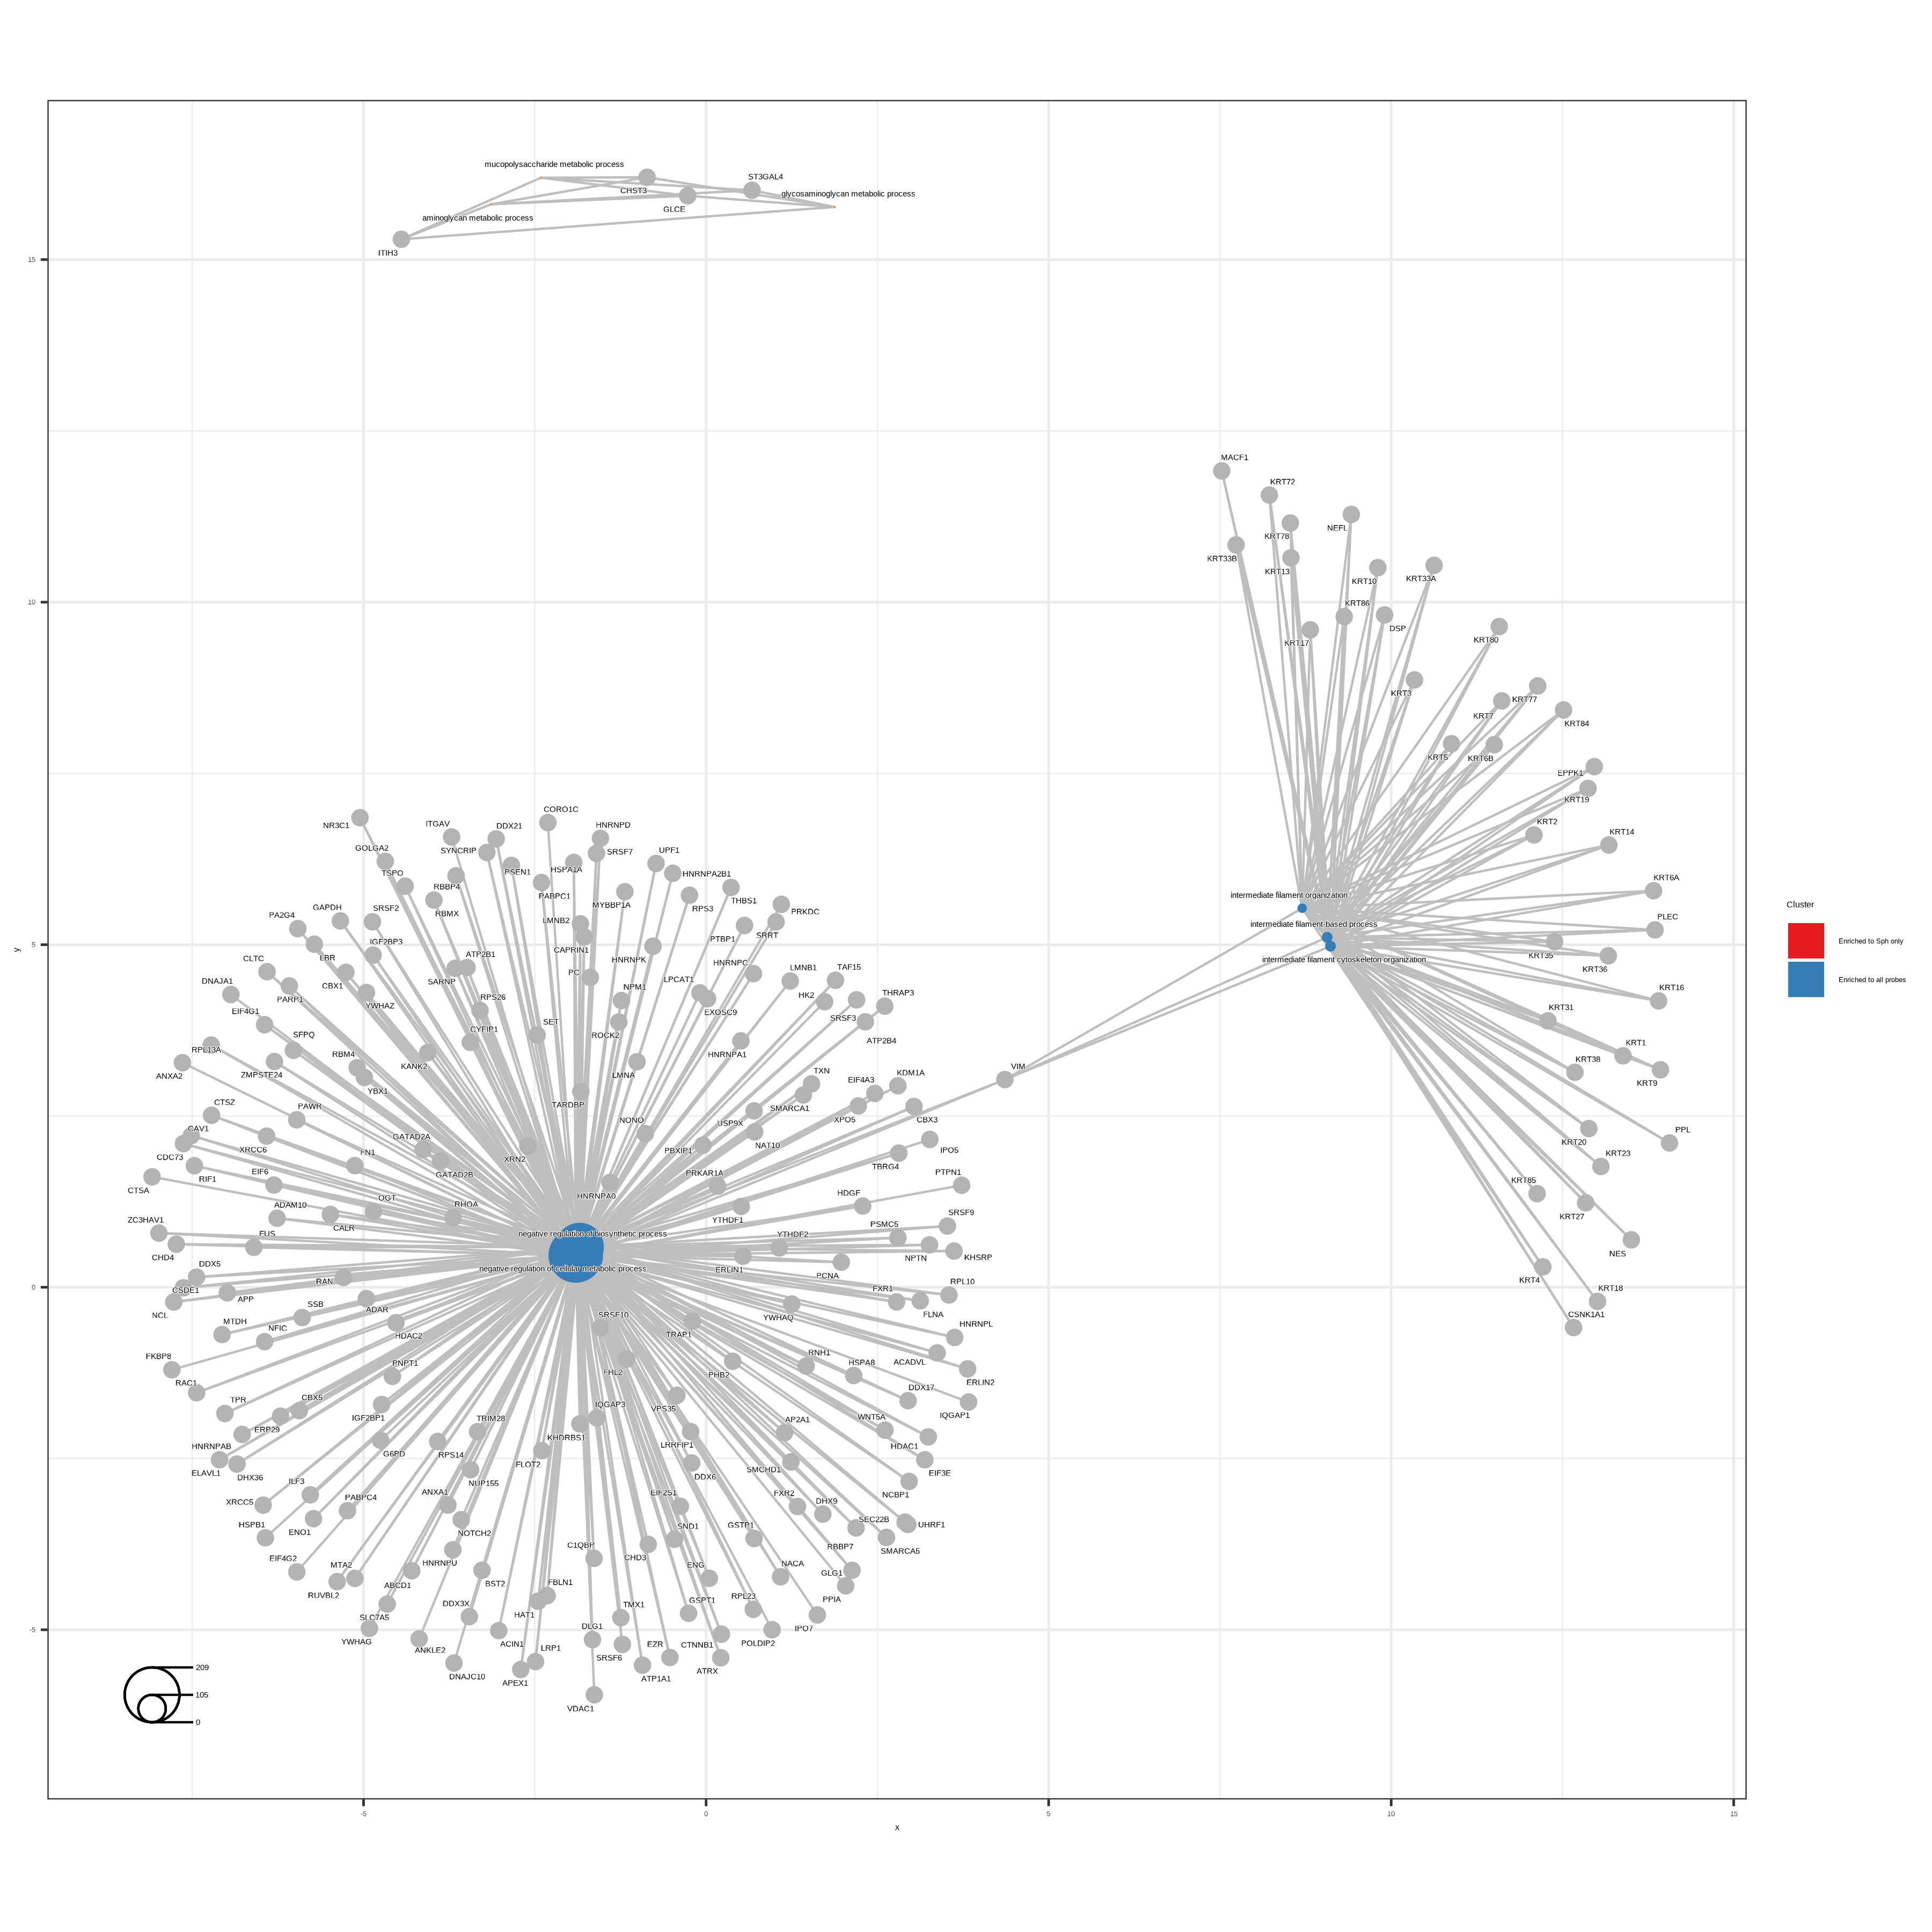 mucopolysaccharide metabolic process
CHST3
ST3GAL4
GLCE
glycosaminoglycan metabolic process
aminoglycan metabolic process
ITIH3
15
MACF1
KRT72
KRT78
NEFL
KRT33B
KRT13
KRT10
KRT33A
10
KRT86
DSP
KRT17
KRT80
KRT3
KRT77
KRT7
KRT84
KRT5
KRT6B
EPPK1
KRT19
KRT2
KRT14
KRT6A
intermediate filament organization
PLEC
intermediate filament-based process
KRT35
intermediate filament cytoskeleton organization
KRT36
KRT16
KRT31
KRT1
KRT38
KRT9
VIM
PPL
KRT20
KRT23
KRT85
KRT27
NES
KRT4
KRT18
CSNK1A1
Cluster
Enriched to Sph only
Enriched to all probes
CORO1C
NR3C1
ITGAV
DDX21
HNRNPD
GOLGA2
SYNCRIP
SRSF7
UPF1
TSPO
PSEN1
HSPA1A
HNRNPA2B1
RBBP4
PABPC1
MYBBP1A
THBS1
GAPDH
SRSF2
RBMX
RPS3
PRKDC
PA2G4
LMNB2
SRRT
IGF2BP3
CAPRIN1
PTBP1
CLTC
LBR
ATP2B1
HNRNPK
HNRNPC
LMNB1
TAF15
DNAJA1
CBX1
SARNP
PC
LPCAT1
PARP1
YWHAZ
RPS26
NPM1
HK2
THRAP3
EIF4G1
EXOSC9
SRSF3
SET
CYFIP1
ROCK2
ATP2B4
SFPQ
RPL13A
RBM4
HNRNPA1
KANK2
ANXA2
ZMPSTE24
LMNA
TXN
EIF4A3
KDM1A
YBX1
5
y
CTSZ
PAWR
TARDBP
SMARCA1
NONO
USP9X
XPO5
CBX3
CAV1
GATAD2A
XRCC6
FN1
XRN2
PBXIP1
NAT10
IPO5
CDC73
GATAD2B
TBRG4
RIF1
EIF6
PRKAR1A
PTPN1
CTSA
OGT
RHOA
HNRNPA0
HDGF
ADAM10
YTHDF1
SRSF9
ZC3HAV1
CALR
PSMC5
FUS
negative regulation of biosynthetic process
YTHDF2
CHD4
NPTN
KHSRP
DDX5
negative regulation of cellular metabolic process
ERLIN1
PCNA
RAN
RPL10
0
CSDE1
APP
FXR1
NCL
SSB
ADAR
SRSF10
YWHAQ
FLNA
MTDH
NFIC
HDAC2
TRAP1
HNRNPL
FKBP8
PNPT1
RNH1
HSPA8
ACADVL
RAC1
FHL2
PHB2
ERLIN2
TPR
CBX5
DDX17
IGF2BP1
IQGAP3
VPS35
AP2A1
WNT5A
IQGAP1
ERP29
TRIM28
HNRNPAB
KHDRBS1
LRRFIP1
HDAC1
G6PD
RPS14
FLOT2
ELAVL1
DHX36
DDX6
SMCHD1
EIF3E
ILF3
NUP155
ANXA1
EIF2S1
FXR2
NCBP1
XRCC5
PABPC4
DHX9
HSPB1
ENO1
NOTCH2
SND1
GSTP1
SEC22B
UHRF1
C1QBP
RBBP7
SMARCA5
EIF4G2
MTA2
HNRNPU
CHD3
ENG
NACA
GLG1
RUVBL2
ABCD1
BST2
FBLN1
RPL23
PPIA
SLC7A5
DDX3X
HAT1
TMX1
GSPT1
-5
YWHAG
ANKLE2
ACIN1
LRP1
DLG1
SRSF6
EZR
CTNNB1
POLDIP2
IPO7
DNAJC10
APEX1
ATP1A1
ATRX
VDAC1
209
105
0
-5
0
5
10
15
x